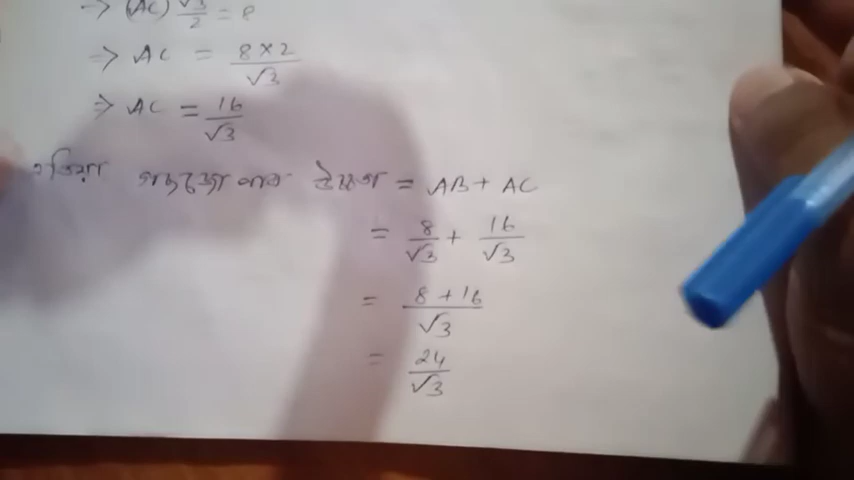 ⇒ (AC) √3/2 = 8
⇒ AC = 8×2/√3
⇒ AC = 16/√3
= AB + AC
= 8/√3 + 16/√3
= 8+16/√3
= 24/√3